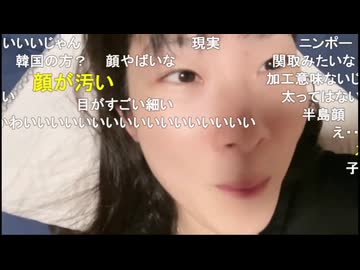 いいいじゃん
現実
ニンポー
韓国の方？
顔やばいな
関取みたいな
顔が汚い
加工意味ないじ
い
目がすごい細い
太ってはない
いわいいいいいいいいいいいいいいいいい
半島顔
え…
子